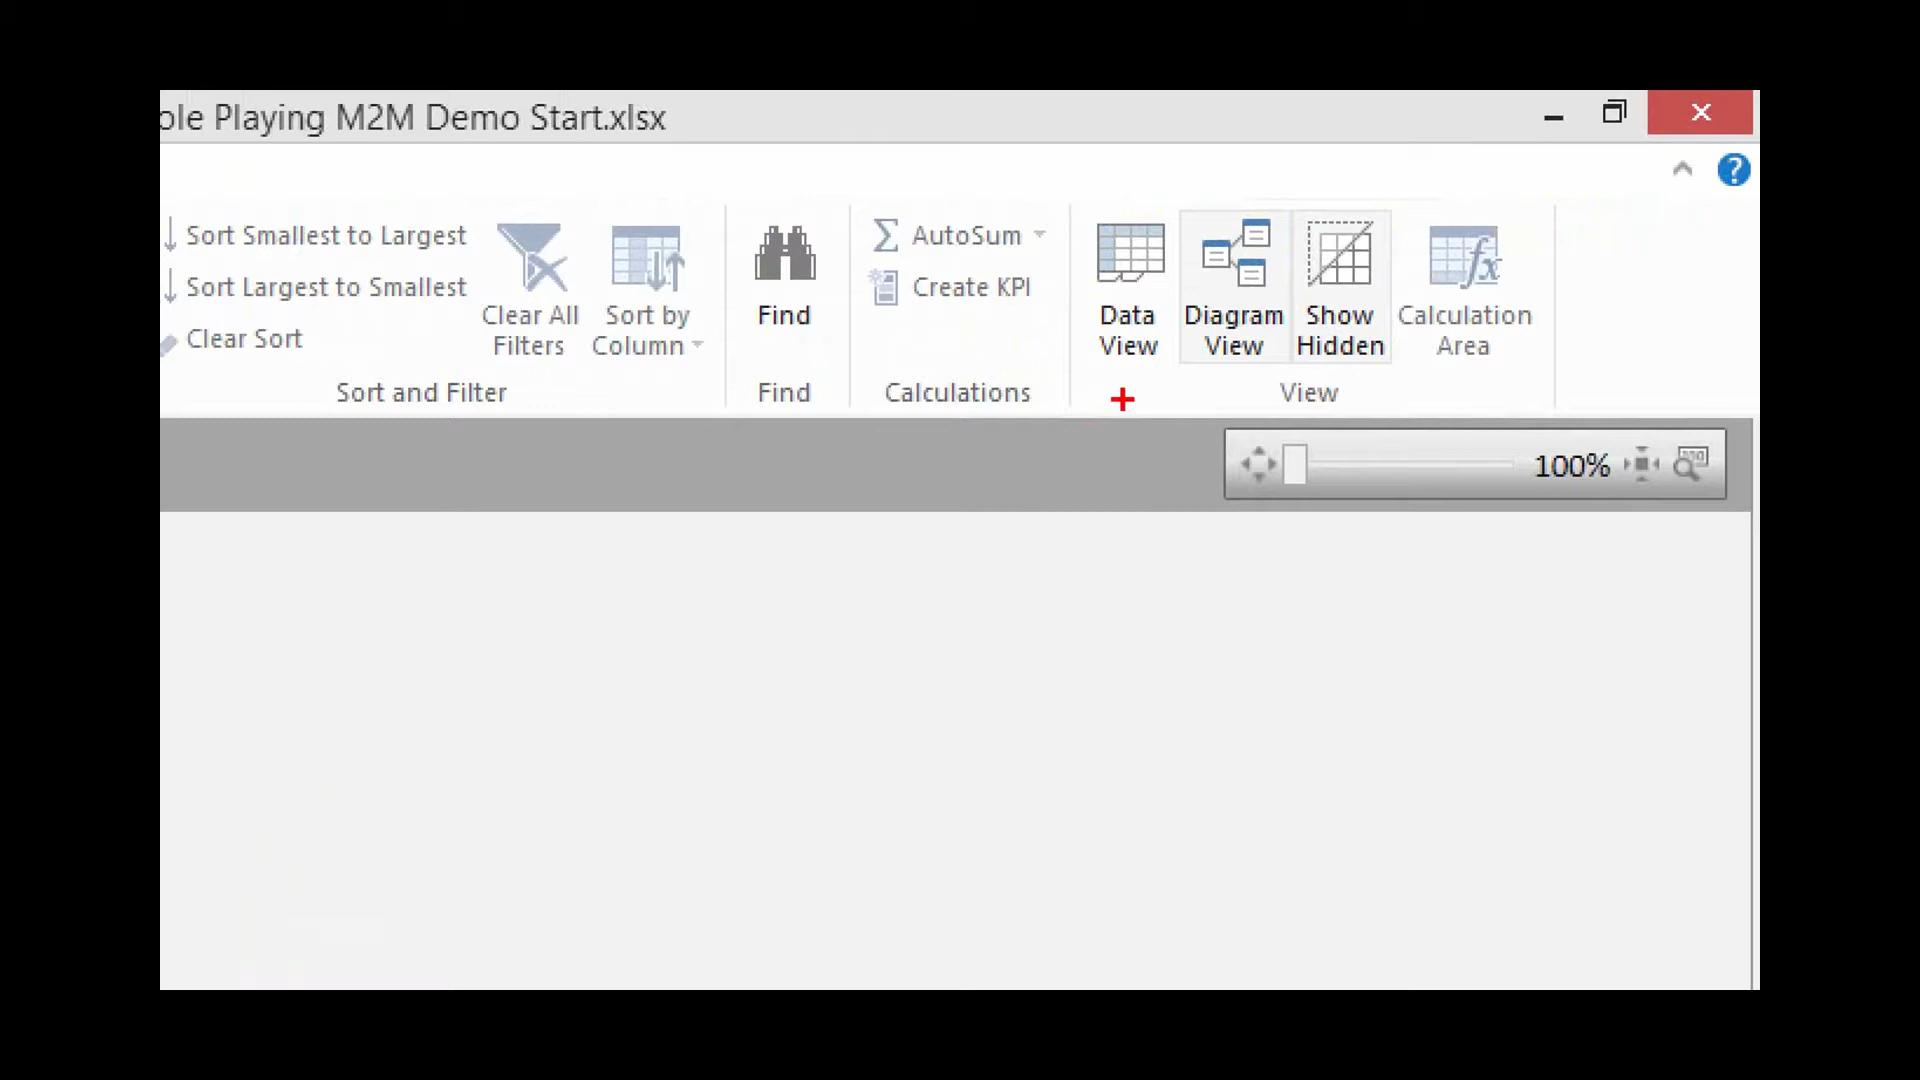 ole Playing M2M Demo Start.xlsx
Sort Smallest to Largest
Sort Largest to Smallest
Clear Sort
Clear All
Filters
Sort by
Column
Sort and Filter
Find
Find
AutoSum
Create KPI
Calculations
Data
View
Diagram
View
Show
Hidden
Calculation
Area
View
100%